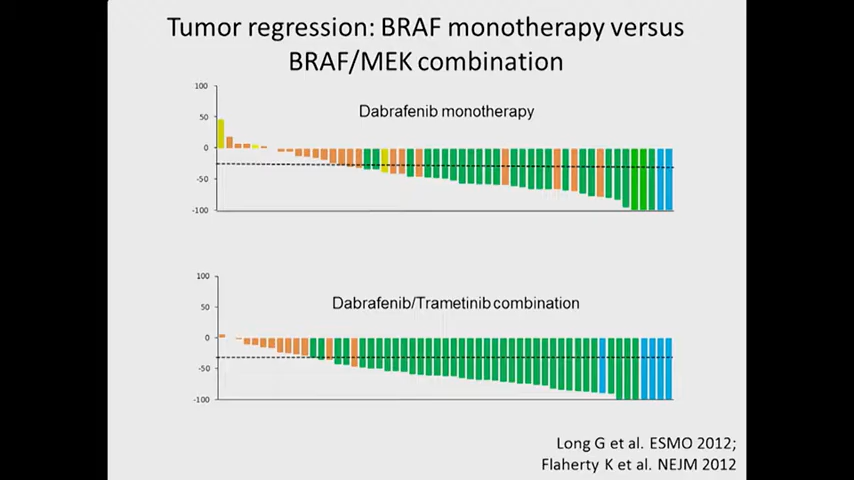 Tumor regression: BRAF monotherapy versus
BRAF/MEK combination
100
Dabrafenib monotherapy
50
0
-50
-100
100
Dabrafenib/Trametinib combination
50
0
-50
-100
Long G et al. ESMO 2012;
Flaherty K et al. NEJM 2012